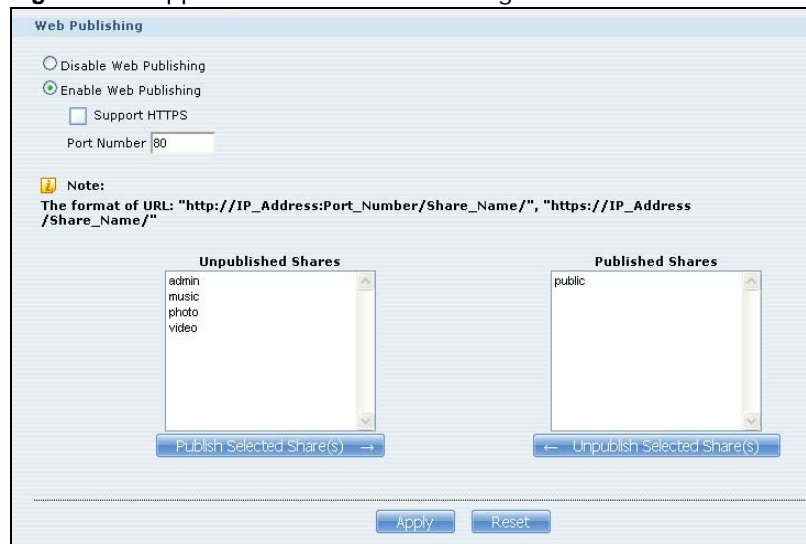 Web Publishing
Disable Web Publishing
Enable Web Publishing
Support HTTPS
Port Number 80
Note:
The format of URL: "http://IP_Address:Port_Number/Share_Name/", "https://IP_Address
/Share_Name/"
Unpublished Shares
Published Shares
admin
music
photo
video
public
Publish Selected Share(s) →
← Unpublish Selected Share(s)
Apply
Reset